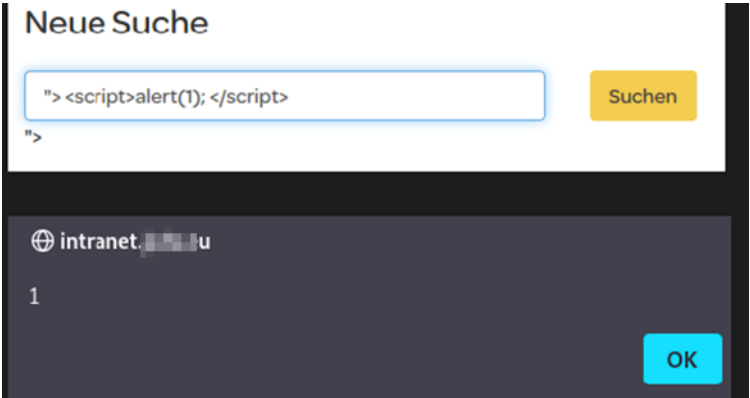 Neue Suche
"> <script>alert(1); </script>
Suchen
">
intranet.
1
OK